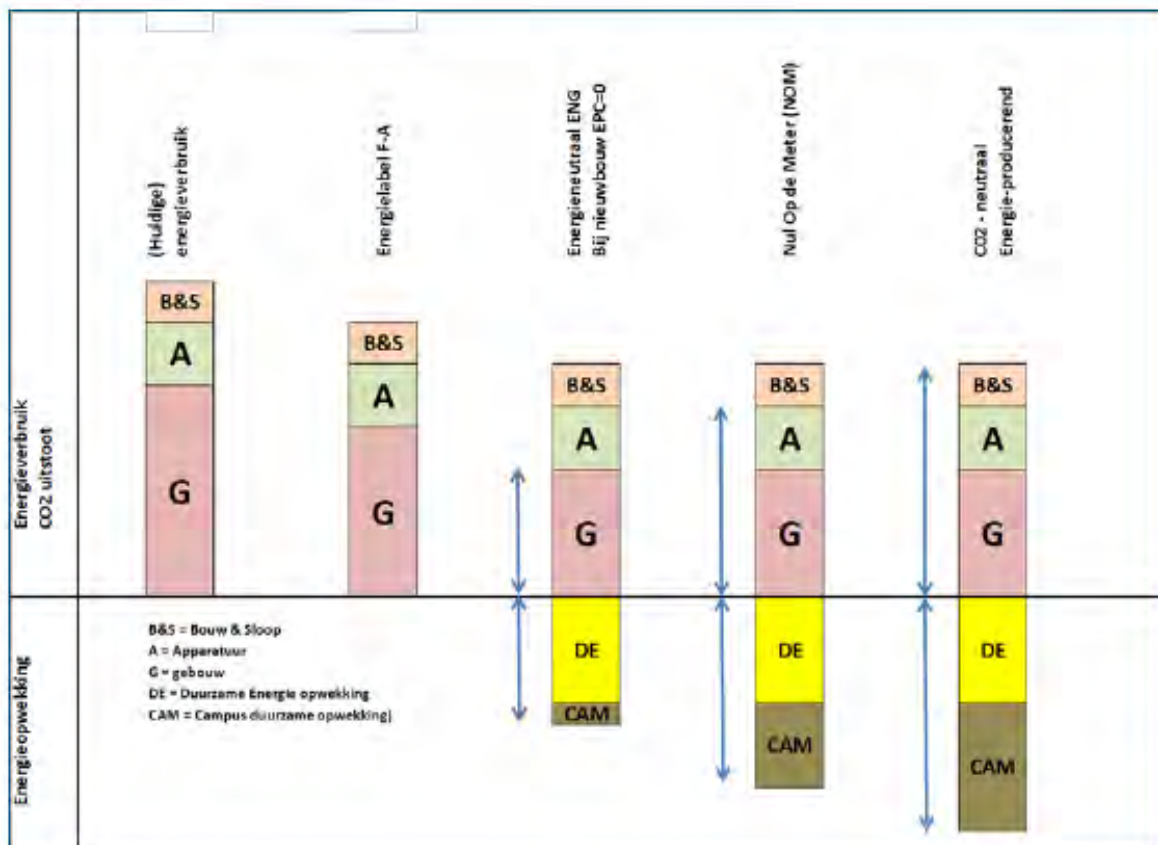 (Huidige)
energieverbruik
Energielabel F-A
Energieneutraal ENG
Bij nieuwbouw EPC=0
Nul Op de Meter (NOM)
CO2 - neutraal
Energie-producerend
Energieverbruik
CO2 uitstoot
B&S
A
G
B&S
A
G
B&S
A
G
B&S
A
G
B&S
A
G
Energieopwekking
B&S = Bouw & Sloop
A = Apparatuur
G = gebouw
DE = Duurzame Energie opwekking
CAM = Campus duurzame opwekking)
DE
CAM
DE
CAM
DE
CAM